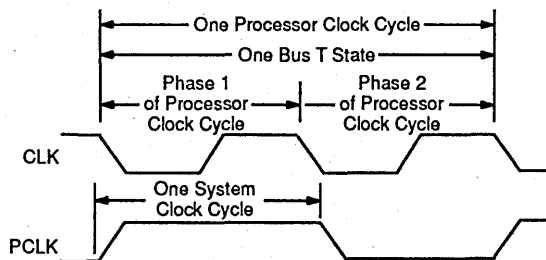 One Processor Clock Cycle
One Bus T State
Phase 1
of Processor
Clock Cycle
Phase 2
of Processor
Clock Cycle
CLK
One System
Clock Cycle
PCLK